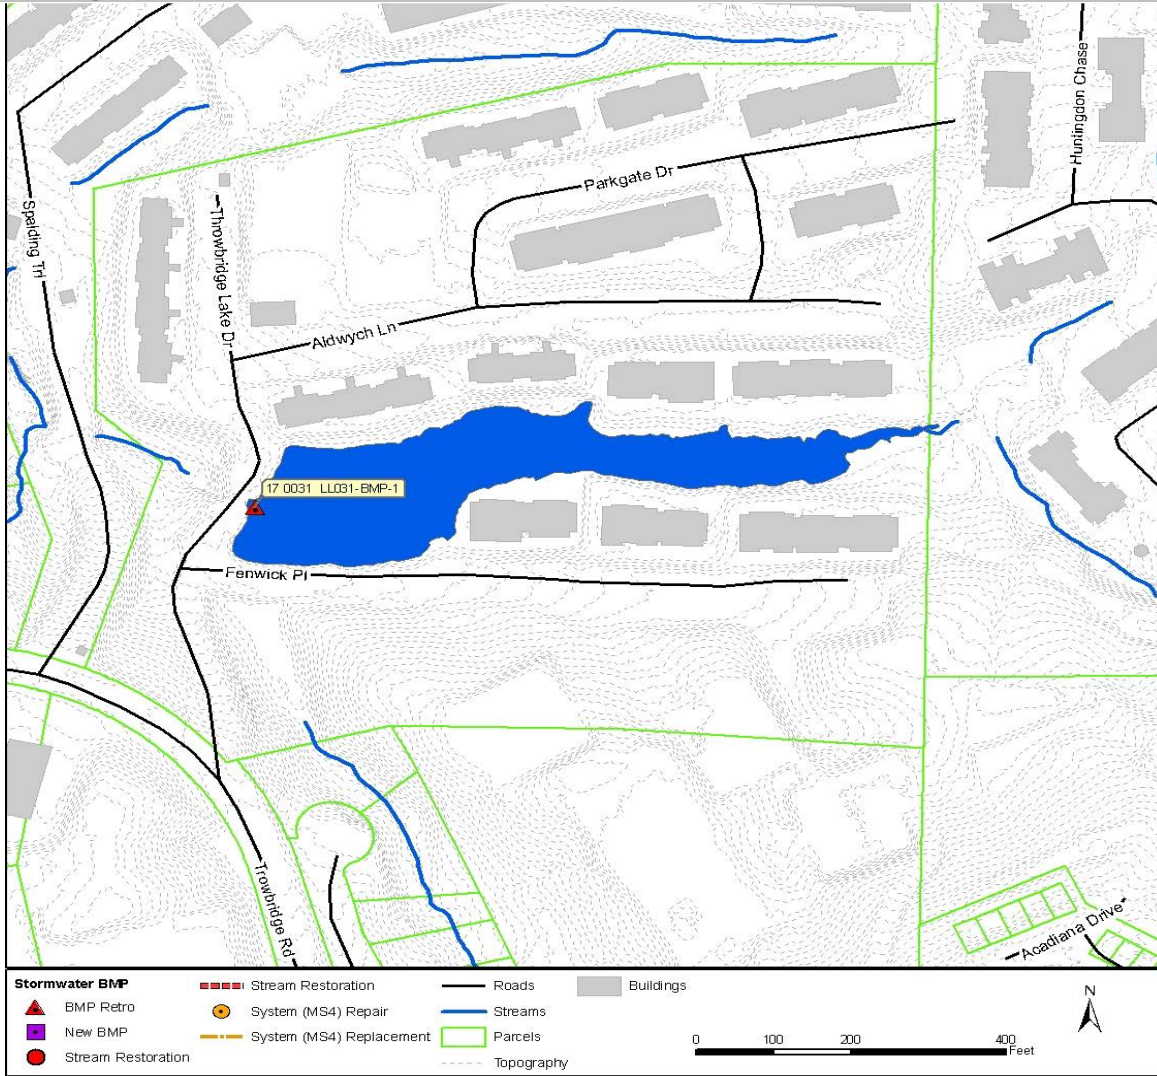 Huntingdon Chase
Parkgate Dr
Spalding Trl
Throwbridge Lake Dr
Aldwych Ln
17 0031 LL031-BMP-1
Fenwick Pl
Trowbridge Rd
Acadiana Drive
Stormwater BMP
BMP Retro
New BMP
Stream Restoration
Stream Restoration
System (MS4) Repair
System (MS4) Replacement
Roads
Streams
Parcels
Topography
Buildings
N
0 100 200 400
Feet